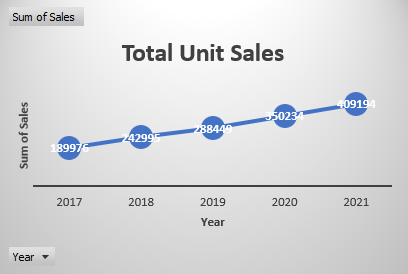 Sum of Sales
Total Unit Sales
Sum of Sales
189976
242995
288449
350234
409194
2017 2018 2019 2020 2021
Year
Year